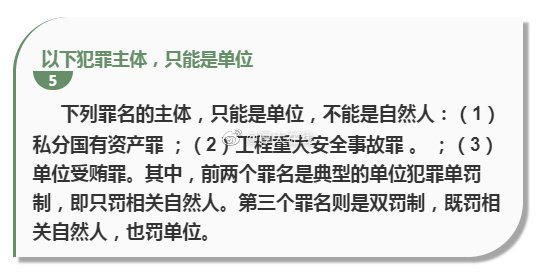 以下犯罪主体，只能是单位
5
下列罪名的主体，只能是单位，不能是自然人：（1）
私分国有资产罪 ；（2）工程重大安全事故罪 。 ；（3）
单位受贿罪。其中，前两个罪名是典型的单位犯罪单罚
制，即只罚相关自然人。第三个罪名则是双罚制，既罚相
关自然人，也罚单位。